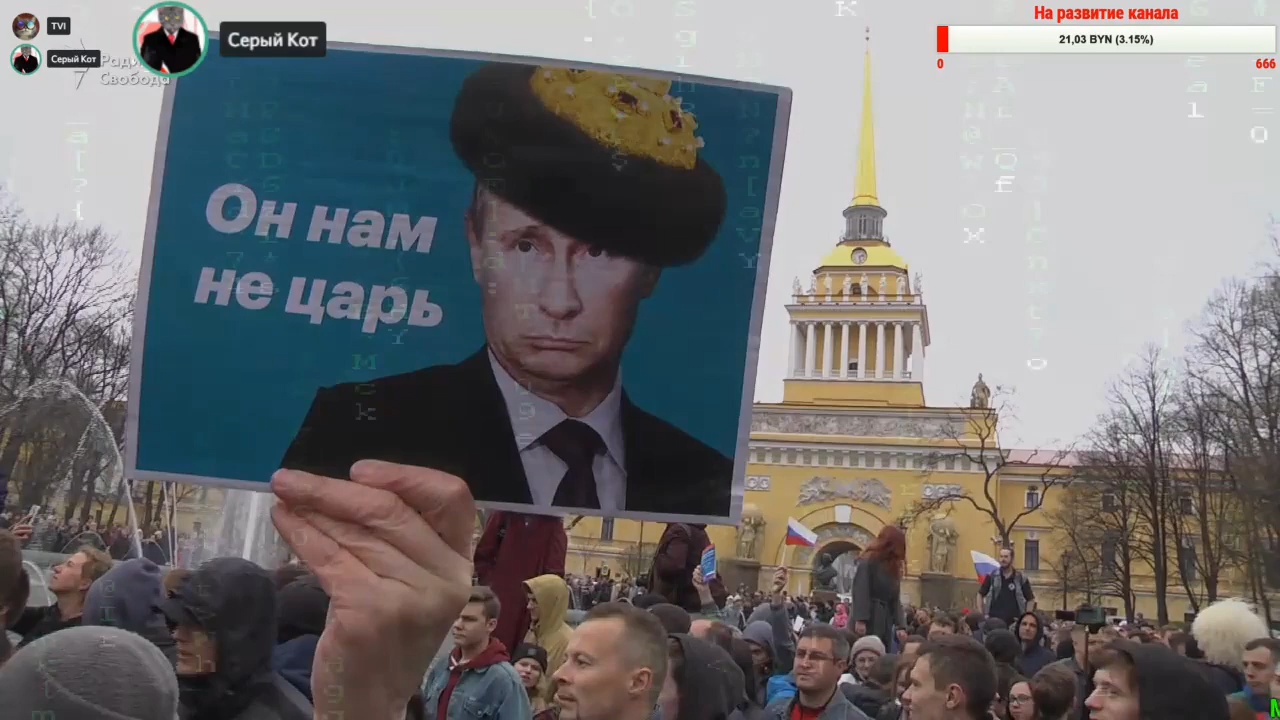 TVI
Серый Кот
Серый Кот
Свобода
На развитие канала
21,03 BYN (3.15%)
0
666
Он нам
не царь